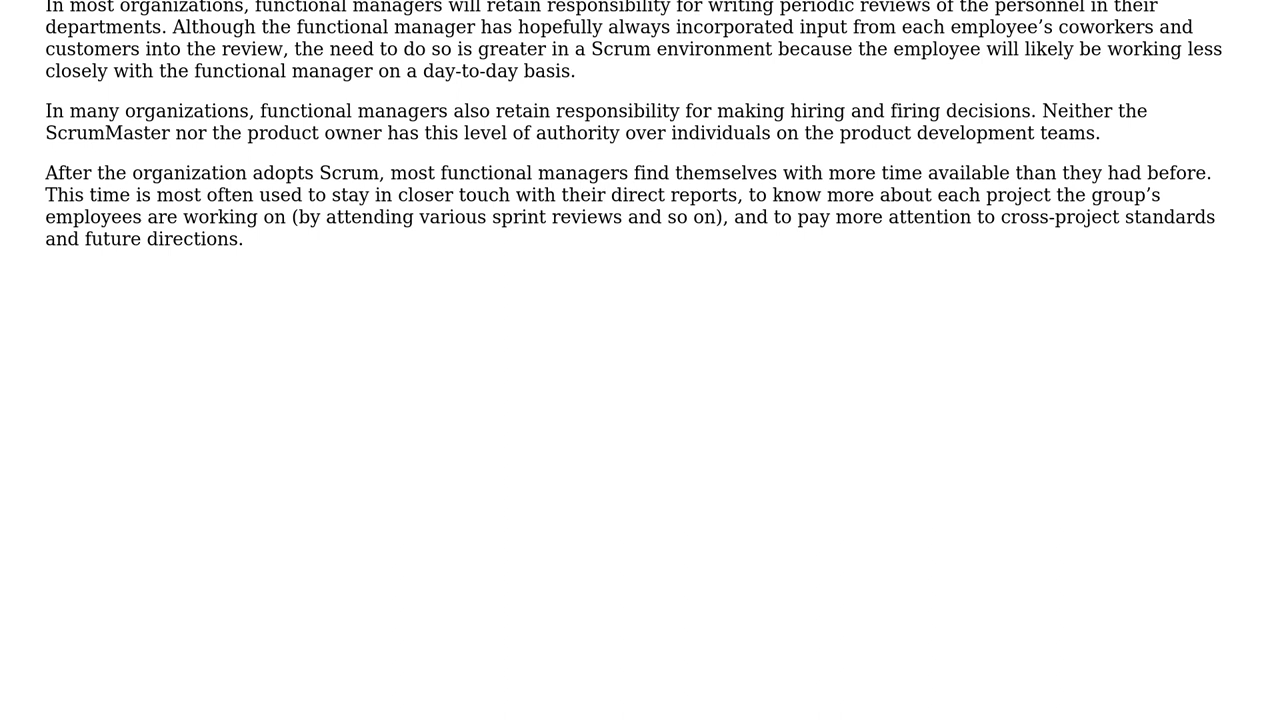 In most organizations, functional managers will retain responsibility for writing periodic reviews of the personnel in their
departments. Although the functional manager has hopefully always incorporated input from each employee’s coworkers and
customers into the review, the need to do so is greater in a Scrum environment because the employee will likely be working less
closely with the functional manager on a day-to-day basis.
In many organizations, functional managers also retain responsibility for making hiring and firing decisions. Neither the
ScrumMaster nor the product owner has this level of authority over individuals on the product development teams.
After the organization adopts Scrum, most functional managers find themselves with more time available than they had before.
This time is most often used to stay in closer touch with their direct reports, to know more about each project the group’s
employees are working on (by attending various sprint reviews and so on), and to pay more attention to cross-project standards
and future directions.